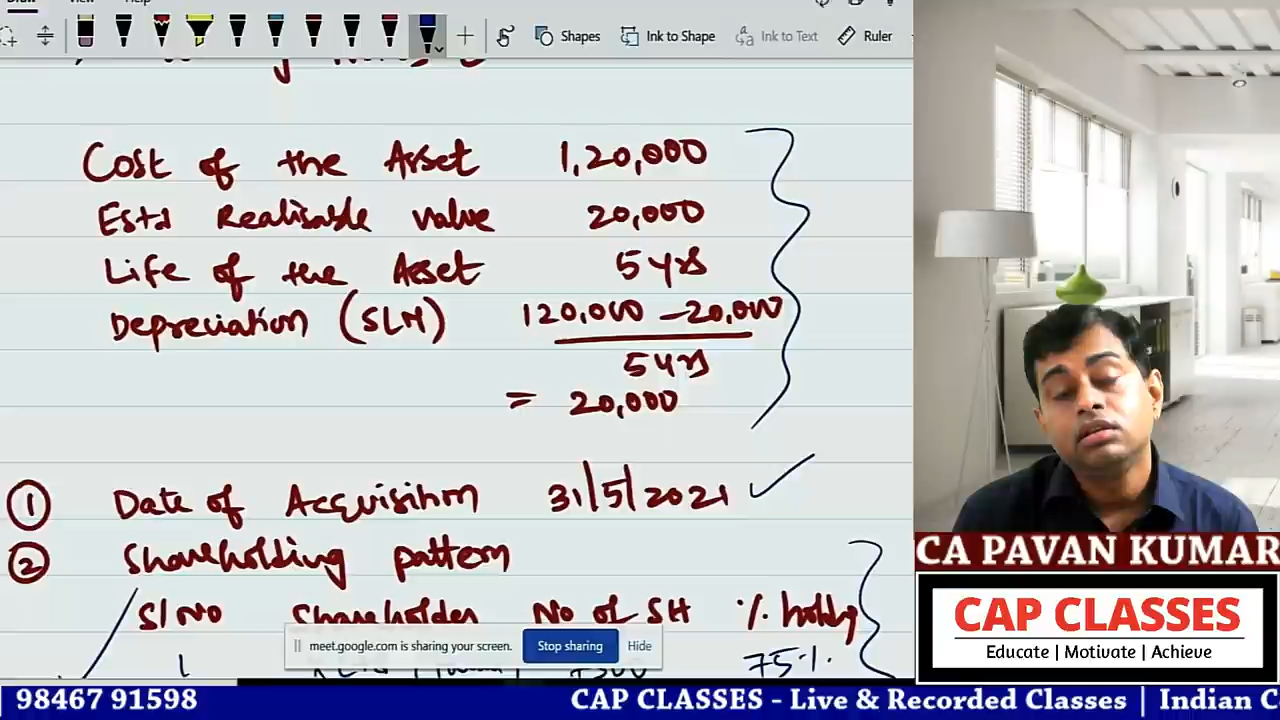 Shapes Ink to Shape Ink to Text Ruler
Cost of the Asset 1,20,000
Estd Realisable value 20,000
Life of the Asset 5 yrs
Depreciation (SLM) 120,000 - 20,000
5 yrs
= 20,000
① Date of Acquisition 31/5/2021
② Shareholding pattern
Sl No Shareholder No of SH % holdg
meet.google.com is sharing your screen. Stop sharing Hide
1 75%
CA PAVAN KUMAR
CAP CLASSES
Educate | Motivate | Achieve
98467 91598 CAP CLASSES - Live & Recorded Classes | Indian C